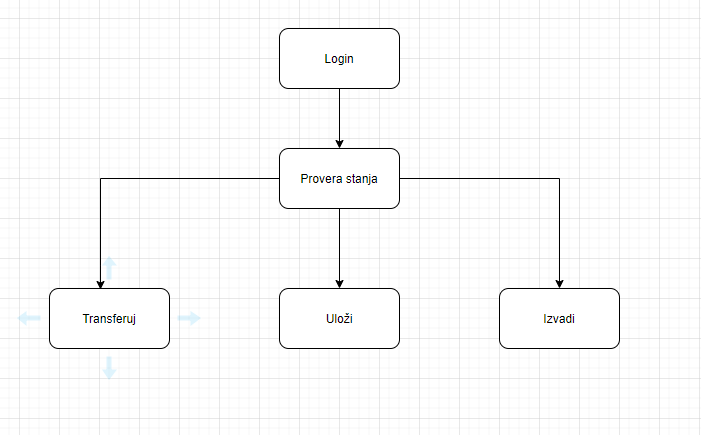 Login
Provera stanja
Transferuj
Uloži
Izvadi